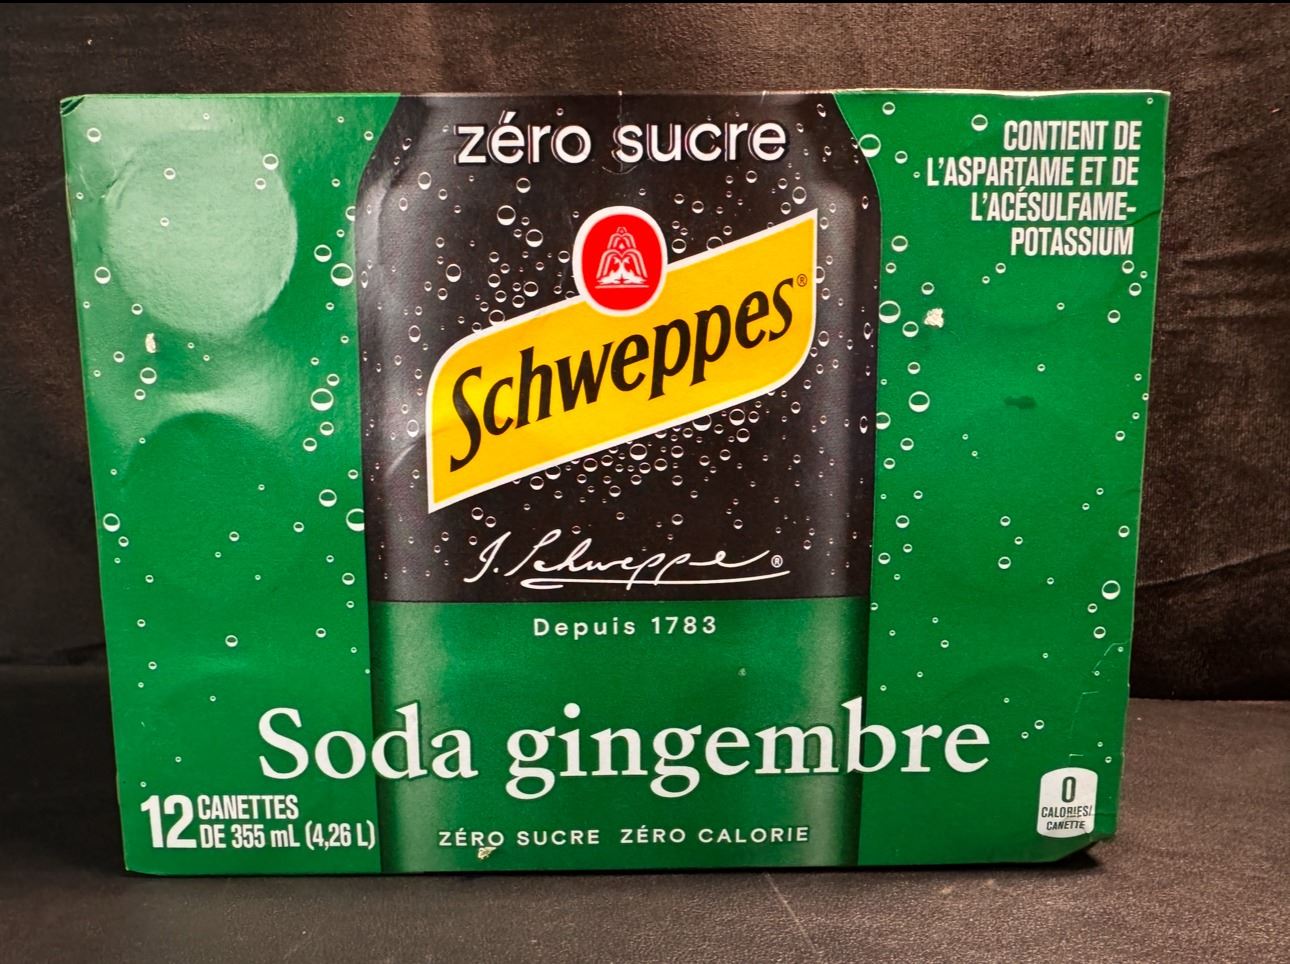 zéro sucre
CONTIENT DE
L'ASPARTAME ET DE
L'ACÉSULFAME-
POTASSIUM
Schweppes®
J. Schweppe®
Depuis 1783
Soda gingembre
12 CANETTES
DE 355 mL (4,26 L)
ZÉRO SUCRE ZÉRO CALORIE
0
CALORIES/
CANETTE